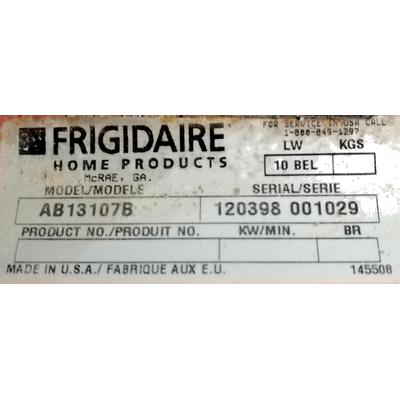 FOR SERVICE IN USA CALL
1-800-849-1297
FRIGIDAIRE
LW KGS
HOME PRODUCTS
10 BEL
McRAE, GA.
MODEL/MODELE SERIAL/SERIE
AB13107B 120398 001029
PRODUCT NO./PRODUIT NO. KW/MIN. BR
MADE IN U.S.A./ FABRIQUE AUX E.U. 145508